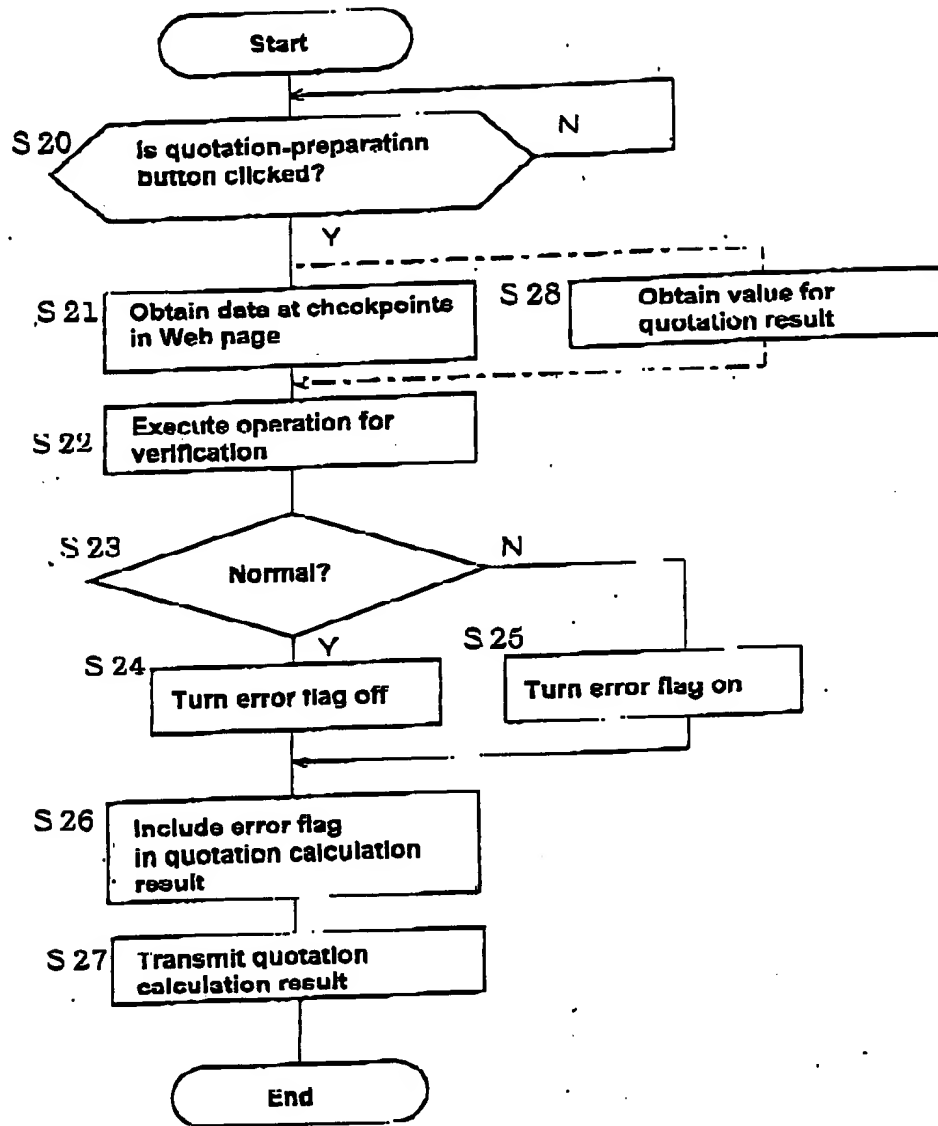 Start
N
S 20
Is quotation-preparation
button clicked?
Y
S 21
Obtain data at checkpoints
in Web page
S 28
Obtain value for
quotation result
S 22
Execute operation for
verification
S 23
Normal?
N
Y
S 24
Turn error flag off
S 25
Turn error flag on
S 26
Include error flag
in quotation calculation
result
S 27
Transmit quotation
calculation result
End